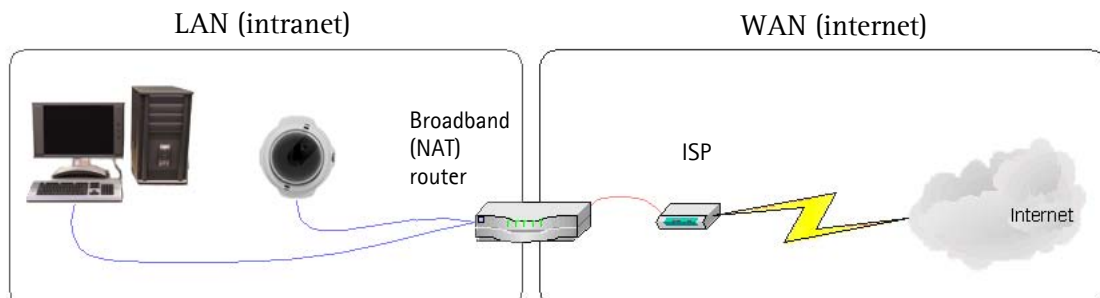 LAN (intranet)
WAN (internet)
Broadband
(NAT)
router
ISP
Internet